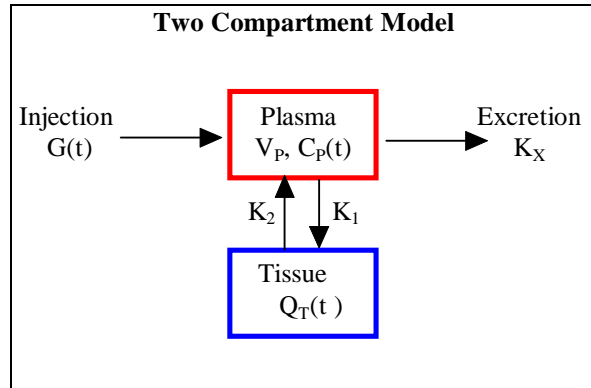 Two Compartment Model
Injection
G(t)
Plasma
V_P, C_P(t)
Excretion
K_X
K_2
K_1
Tissue
Q_T(t )